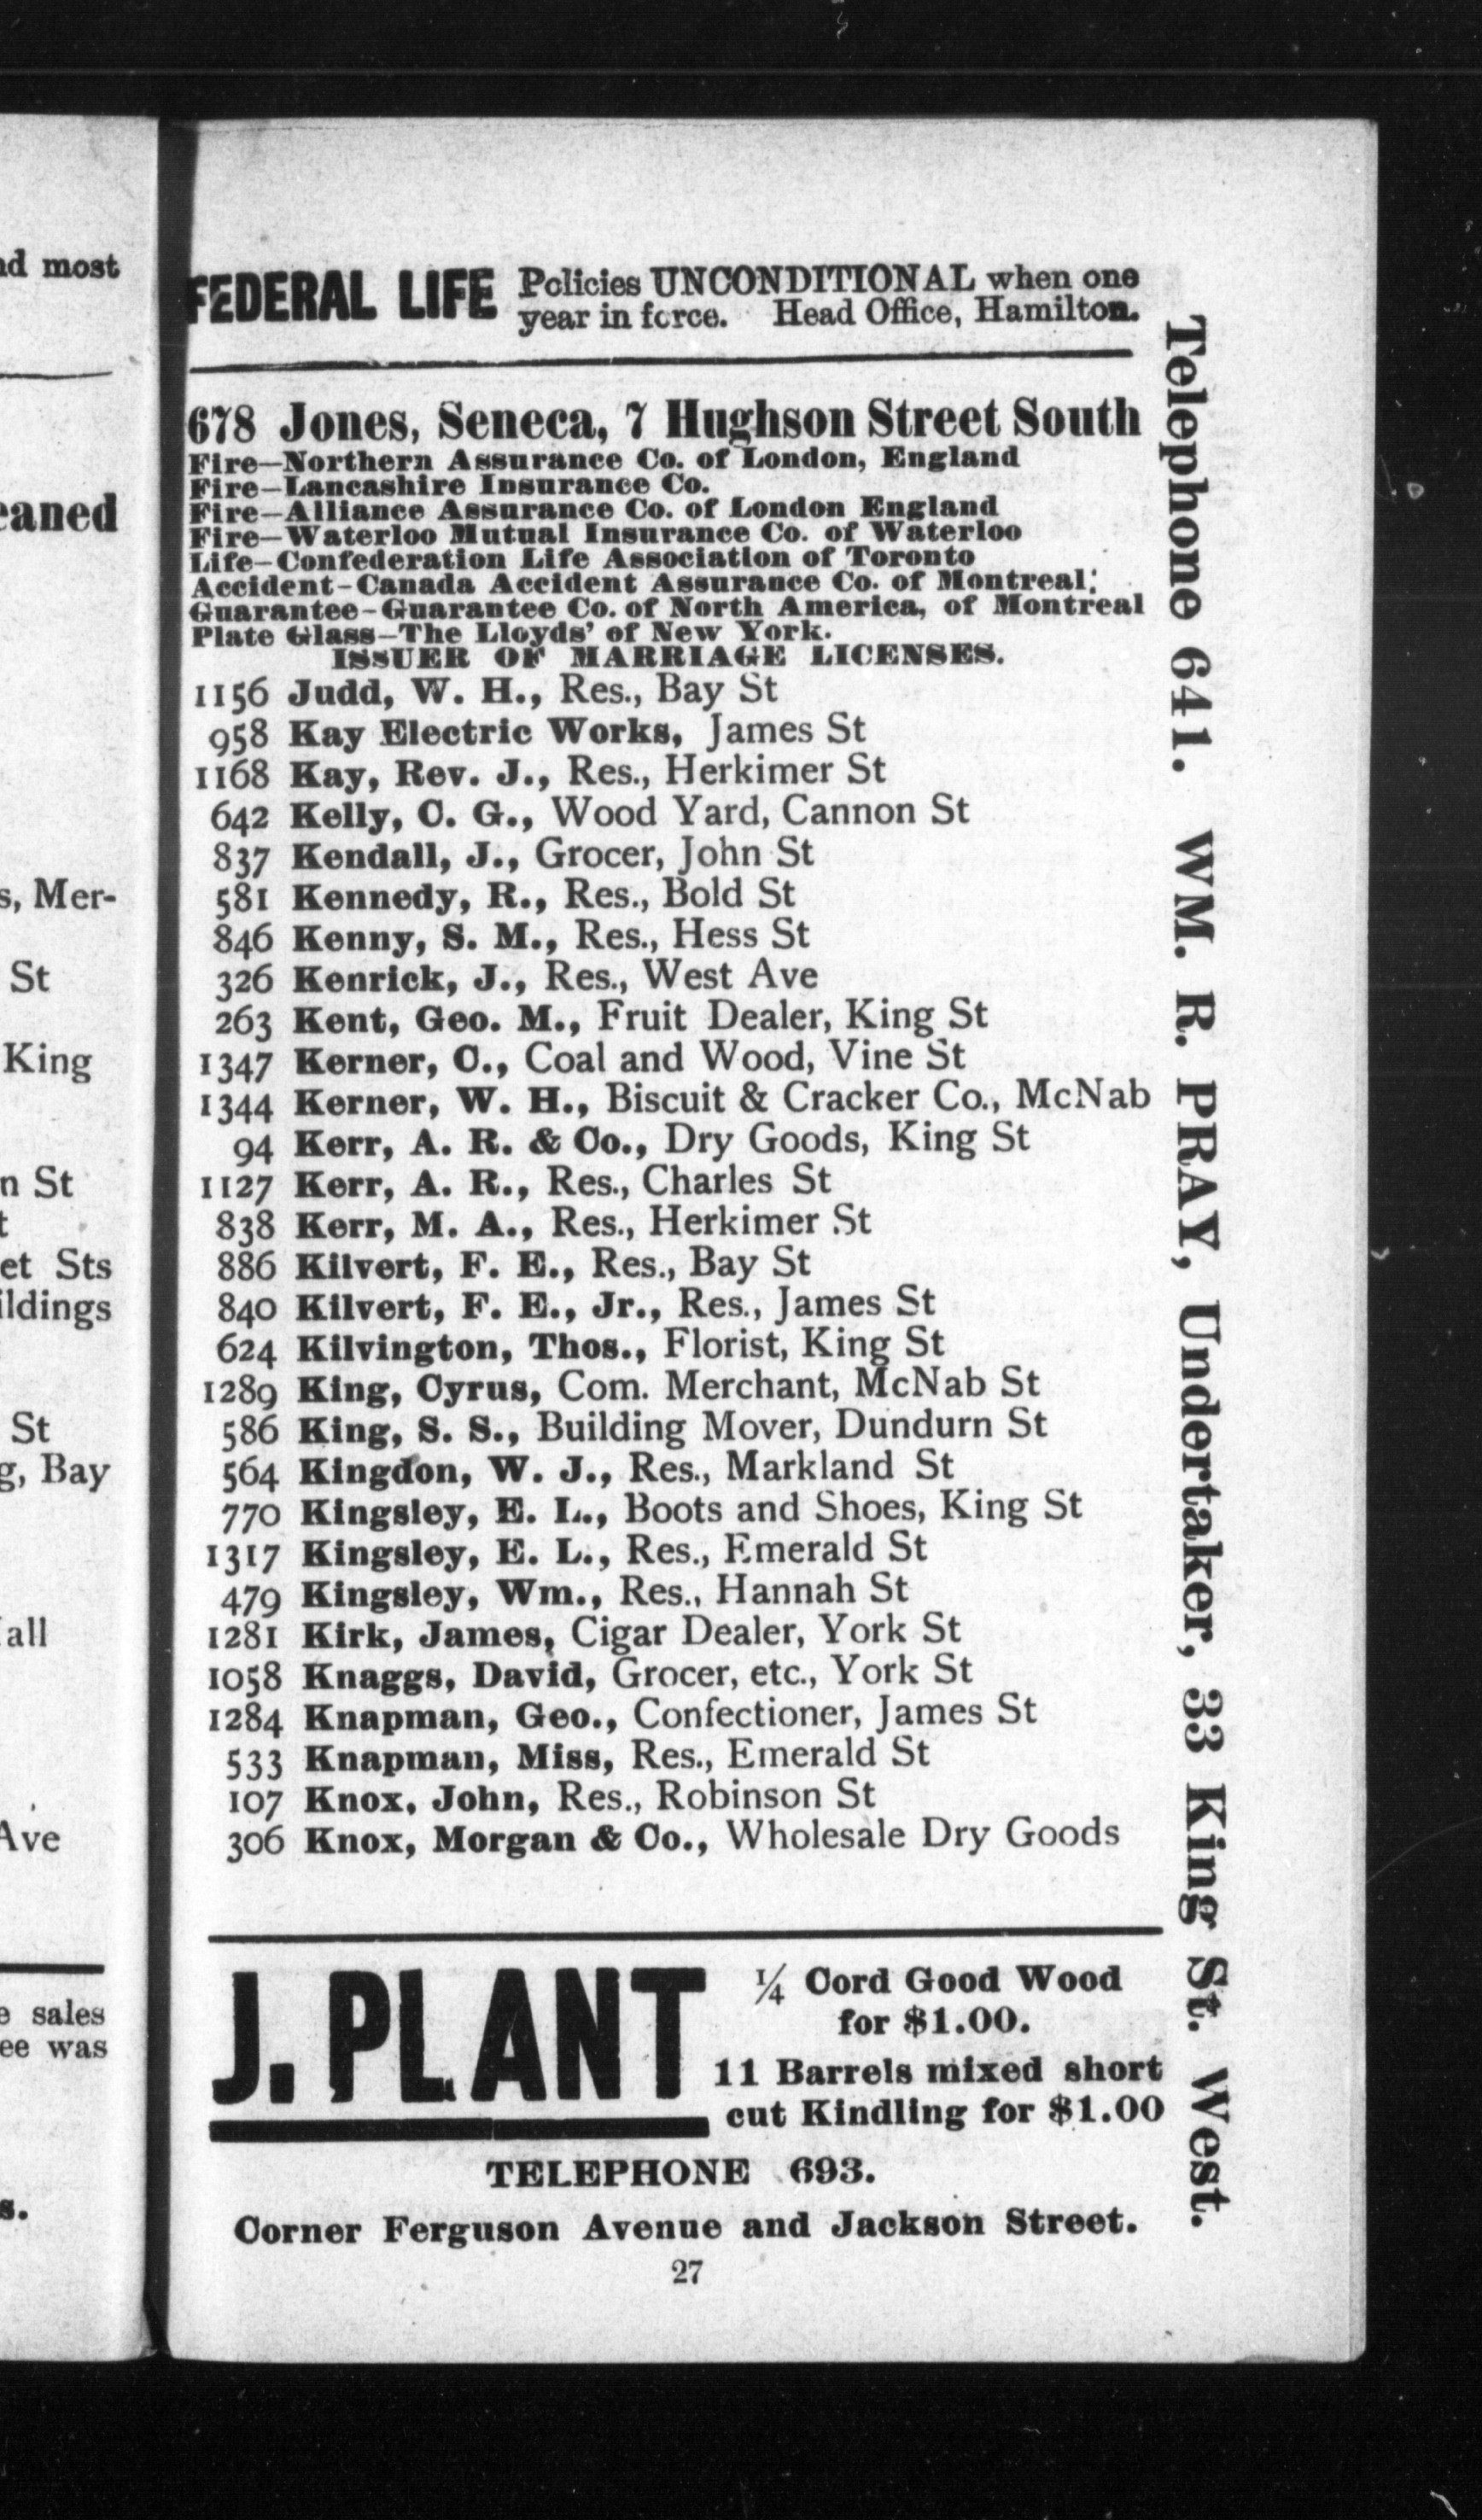 nd most
eaned
s, Mer-
St
King
n St
t
et Sts
ildings
St
g, Bay
all
Ave
e sales
ee was
s.
FEDERAL LIFE Policies UNCONDITIONAL when one
year in force. Head Office, Hamilton.
678 Jones, Seneca, 7 Hughson Street South
Fire—Northern Assurance Co. of London, England
Fire—Lancashire Insurance Co.
Fire—Alliance Assurance Co. of London England
Fire—Waterloo Mutual Insurance Co. of Waterloo
Life—Confederation Life Association of Toronto
Accident-Canada Accident Assurance Co. of Montreal.
Guarantee-Guarantee Co. of North America, of Montreal
Plate Glass—The Lloyds' of New York.
ISSUER OF MARRIAGE LICENSES.
1156 Judd, W. H., Res., Bay St
958 Kay Electric Works, James St
1168 Kay, Rev. J., Res., Herkimer St
642 Kelly, C. G., Wood Yard, Cannon St
837 Kendall, J., Grocer, John St
581 Kennedy, R., Res., Bold St
846 Kenny, S. M., Res., Hess St
326 Kenrick, J., Res., West Ave
263 Kent, Geo. M., Fruit Dealer, King St
1347 Kerner, C., Coal and Wood, Vine St
1344 Kerner, W. H., Biscuit & Cracker Co., McNab
94 Kerr, A. R. & Co., Dry Goods, King St
1127 Kerr, A. R., Res., Charles St
838 Kerr, M. A., Res., Herkimer St
886 Kilvert, F. E., Res., Bay St
840 Kilvert, F. E., Jr., Res., James St
624 Kilvington, Thos., Florist, King St
1289 King, Cyrus, Com. Merchant, McNab St
586 King, S. S., Building Mover, Dundurn St
564 Kingdon, W. J., Res., Markland St
770 Kingsley, E. L., Boots and Shoes, King St
1317 Kingsley, E. L., Res., Emerald St
479 Kingsley, Wm., Res., Hannah St
1281 Kirk, James, Cigar Dealer, York St
1058 Knaggs, David, Grocer, etc., York St
1284 Knapman, Geo., Confectioner, James St
533 Knapman, Miss, Res., Emerald St
107 Knox, John, Res., Robinson St
306 Knox, Morgan & Co., Wholesale Dry Goods
J. PLANT
1/4 Cord Good Wood
for $1.00.
11 Barrels mixed short
cut Kindling for $1.00
TELEPHONE 693.
Corner Ferguson Avenue and Jackson Street.
27
Telephone 641. WM. R. PRAY, Undertaker, 33 King St. West.